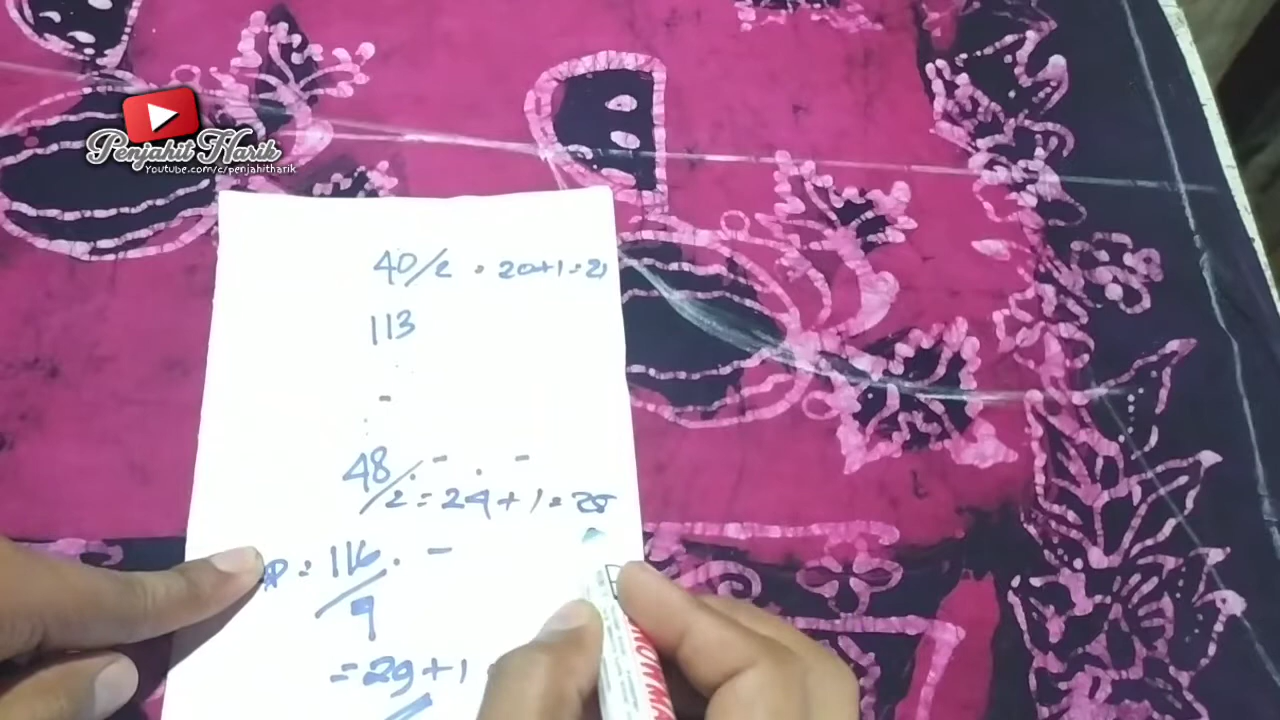 Penjahit Harik
Youtube.com/c/penjahitharik
40/2 = 20+1=21
113
-
48/2 = 24+1=25
= 116
4
= 29+1